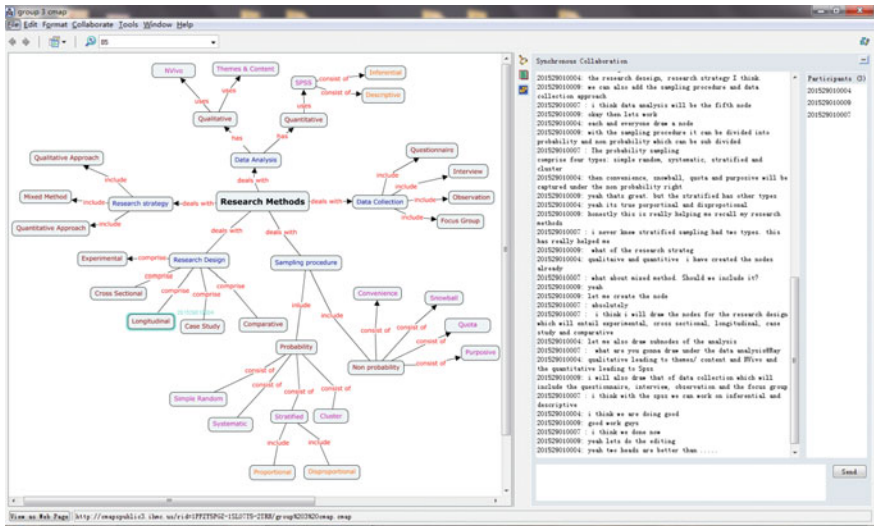 group 3 cmap
File Edit Format Collaborate Tools Window Help
85
NVivo
Themes & Content
SPSS
consist of
Inferential
consist of
Descriptive
uses
uses
uses
Qualitative
Quantitative
has
has
Data Analysis
deals with
Qualitative Approach
include
Mixed Method
include
Research strategy
deals with
Quantitative Approach
include
Research Methods
deals with
Data Collection
include
Questionnaire
include
Interview
include
Observation
include
Focus Group
deals with
deals with
Experimental
comprise
Research Design
Sampling procedure
comprise
comprise
comprise
comprise
Cross Sectional
Longitudinal
Case Study
Comparative
include
Convenience
Snowball
Quota
Purposive
consist of
consist of
consist of
consist of
Probability
Non probability
consist of
consist of
consist of
consist of
Simple Random
Systematic
Stratified
Cluster
include
include
Proportional
Disproportional
Synchronous Collaboration
201529010004: the research deseign, research strategy I think
201529010009: we can also add the sampling procedure and data
collection approach
201529010007 : i think data analysis will be the fifth node
201529010009: okay then lets work
201529010004: each and everyone draw a node
201529010009: with the sampling procedure it can be divided into
probability and non probability which can be sub divided
201529010007 : The probability sampling
comprise four types: simple random, systematic, stratified and
cluster
201529010004: then convenience, snowball, quota and purposive will be
captured under the non probability right
201529010009: yeah thats great. but the stratified has other types
201529010004: yeah its true porportinal and dispropotional
201529010009: honestly this is really helping me recall my research
methods
201529010007 : i never knew stratified sampling had two types. this
has really helped me
201529010009: what of the research strateg
201529010004: qualitaive and quantitive i have created the nodes
already
201529010007 : what about mixed method. Should we include it?
201529010009: yeah
201529010009: let me create the node
201529010007 : absolutely
201529010007 : i think i will draw the nodes for the research design
which will entail experimental, cross sectional, longitudinal, case
study and comparative
201529010004: let me also draw subnodes of the analysis
201529010007 : what are you gonna draw under the data analysis
201529010004: qualitative leading to themes/ content and NVivo and
the quantitative leading to Spss
201529010009: i will also draw that of data collection which will
include the questionnaire, interview, observation and the focus group
201529010007 : i think with the spss we can work on inferential and
descriptive
201529010004: i think we are doing good
201529010009: good work guys
201529010007 : i think we done now
201529010009: yeah lets do the editing
201529010004: yeah two heads are better than .....
Participants (3)
201529010004
201529010009
201529010007
Send
View as Web Page